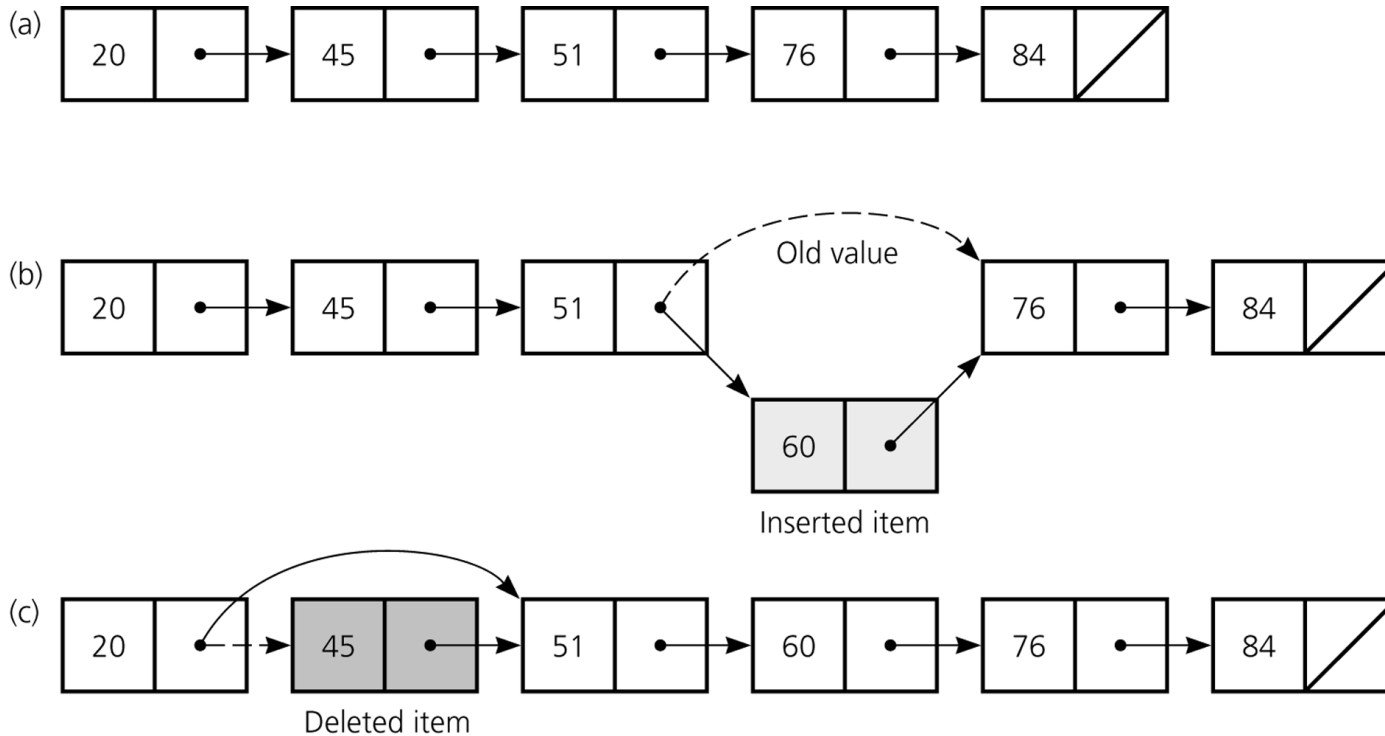 (a) 20 45 51 76 84
Old value
(b) 20 45 51 76 84
60
Inserted item
(c) 20 45 51 60 76 84
Deleted item